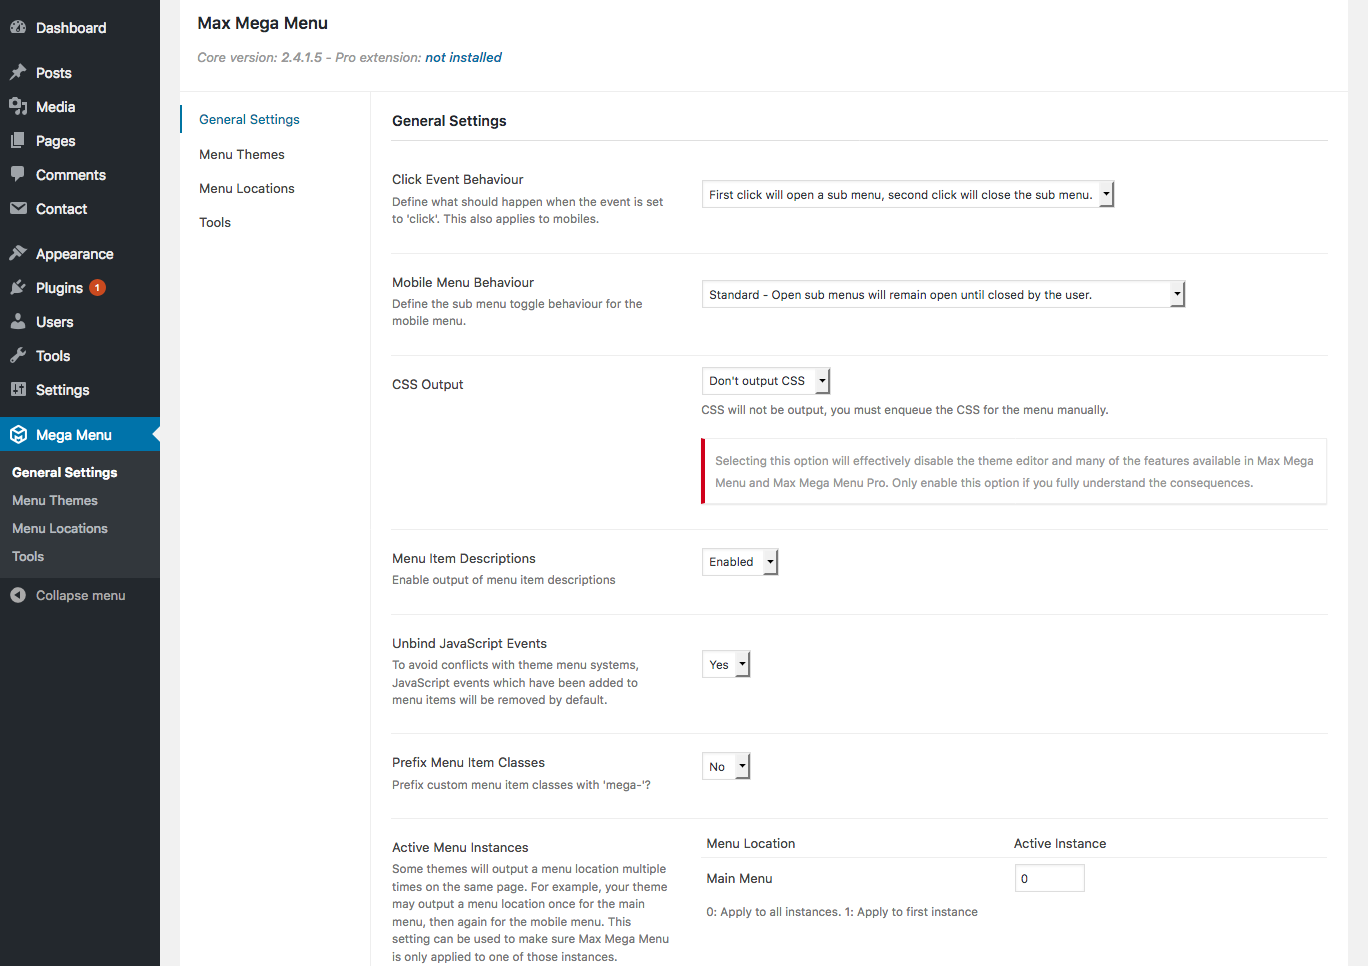 Dashboard
Posts
Media
Pages
Comments
Contact
Appearance
Plugins 1
Users
Tools
Settings
Mega Menu
General Settings
Menu Themes
Menu Locations
Tools
Collapse menu
Max Mega Menu
Core version: 2.4.1.5 - Pro extension: not installed
General Settings
Menu Themes
Menu Locations
Tools
General Settings
Click Event Behaviour
Define what should happen when the event is set
to 'click'. This also applies to mobiles.
First click will open a sub menu, second click will close the sub menu.
Mobile Menu Behaviour
Define the sub menu toggle behaviour for the
mobile menu.
Standard - Open sub menus will remain open until closed by the user.
CSS Output
Don't output CSS
CSS will not be output, you must enqueue the CSS for the menu manually.
Selecting this option will effectively disable the theme editor and many of the features available in Max Mega
Menu and Max Mega Menu Pro. Only enable this option if you fully understand the consequences.
Menu Item Descriptions
Enable output of menu item descriptions
Enabled
Unbind JavaScript Events
To avoid conflicts with theme menu systems,
JavaScript events which have been added to
menu items will be removed by default.
Yes
Prefix Menu Item Classes
Prefix custom menu item classes with 'mega-'?
No
Active Menu Instances
Some themes will output a menu location multiple
times on the same page. For example, your theme
may output a menu location once for the main
menu, then again for the mobile menu. This
setting can be used to make sure Max Mega Menu
is only applied to one of those instances.
Menu Location Active Instance
Main Menu 0
0: Apply to all instances. 1: Apply to first instance